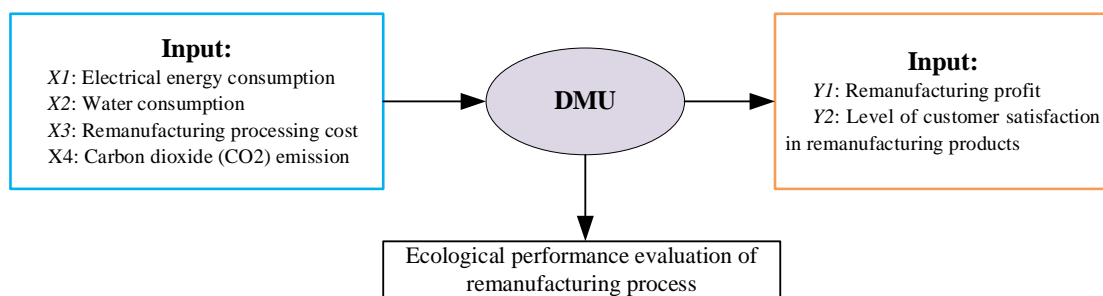 Input:
X1: Electrical energy consumption
X2: Water consumption
X3: Remanufacturing processing cost
X4: Carbon dioxide (CO2) emission
DMU
Input:
Y1: Remanufacturing profit
Y2: Level of customer satisfaction
in remanufacturing products
Ecological performance evaluation of
remanufacturing process